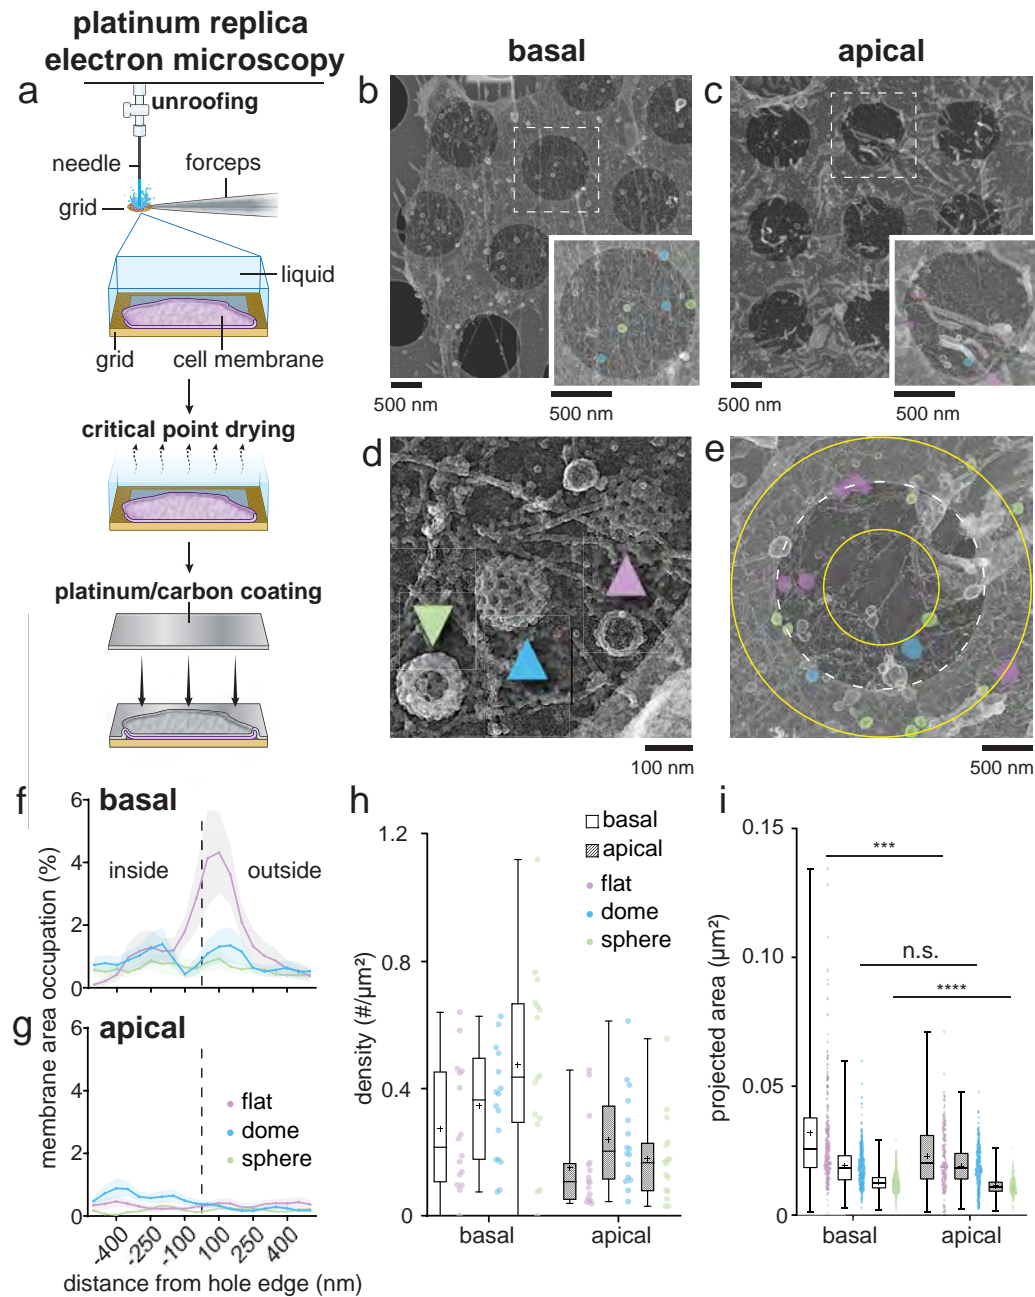 platinum replica
electron microscopy
basal
apical
a
unroofing
needle
forceps
grid
liquid
grid
cell membrane
critical point drying
platinum/carbon coating
b
500 nm
500 nm
c
500 nm
500 nm
d
100 nm
e
500 nm
f
basal
6
4
2
0
inside
outside
membrane area occupation (%)
g
apical
6
4
2
0
flat
dome
sphere
-400
-250
-100
100
250
400
distance from hole edge (nm)
h
basal
apical
flat
dome
sphere
1.2
0.8
0.4
0
density (#/µm²)
basal
apical
i
0.15
0.10
0.05
0
projected area (µm²)
***
n.s.
****
basal
apical